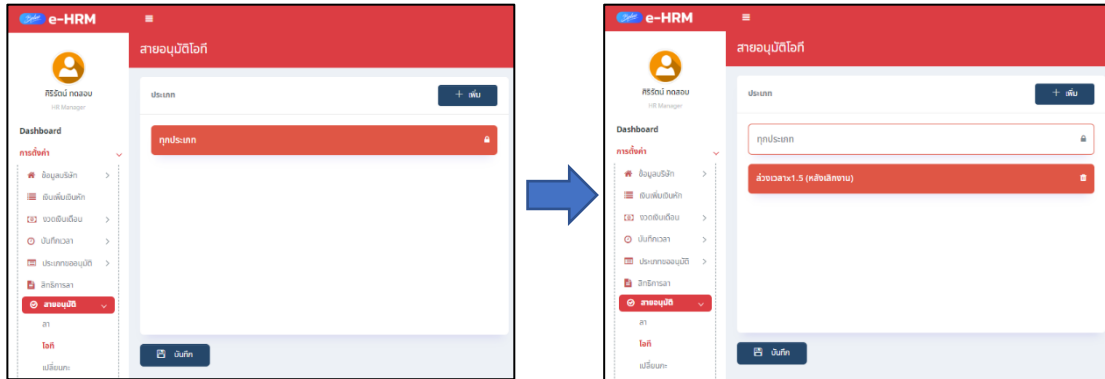 e-HRM
สายอนุมัติโอที
ศิริรัตน์ ทดสอบ
HR Manager
ประเภท
+ เพิ่ม
Dashboard
ทุกประเภท
การตั้งค่า
ข้อมูลบริษัท
เงินเพิ่มเงินหัก
งวดเงินเดือน
บันทึกเวลา
ประเภทขออนุมัติ
สิทธิการลา
สายอนุมัติ
ลา
โอที
บันทึก
เปลี่ยนกะ
e-HRM
สายอนุมัติโอที
ศิริรัตน์ ทดสอบ
HR Manager
ประเภท
+ เพิ่ม
Dashboard
ทุกประเภท
การตั้งค่า
ข้อมูลบริษัท
ล่วงเวลาx1.5 (หลังเลิกงาน)
เงินเพิ่มเงินหัก
งวดเงินเดือน
บันทึกเวลา
ประเภทขออนุมัติ
สิทธิการลา
สายอนุมัติ
ลา
โอที
บันทึก
เปลี่ยนกะ